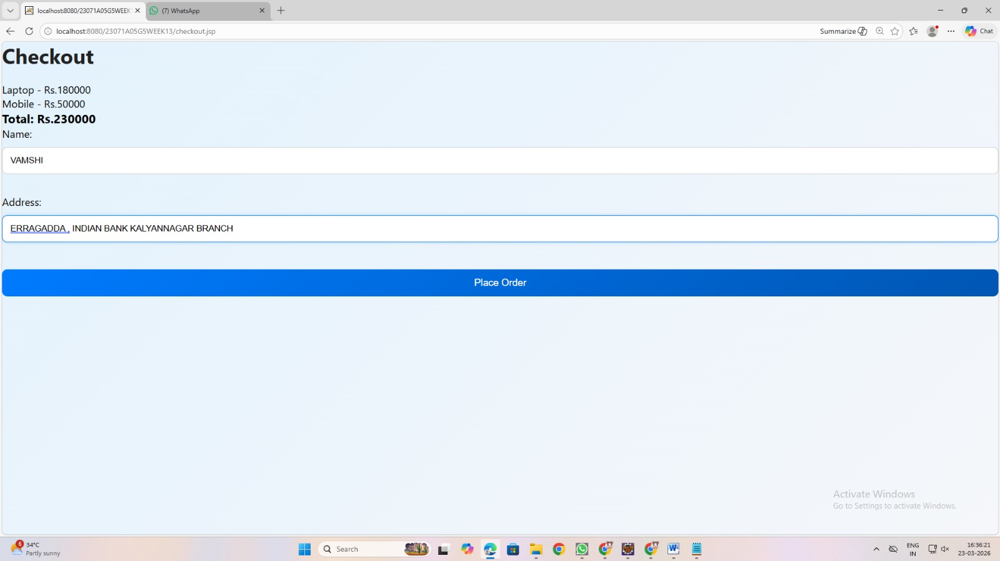 localhost:8080/23071A05G5WEEK
(7) WhatsApp
localhost:8080/23071A05G5WEEK13/checkout.jsp
Summarize
Chat
Checkout
Laptop - Rs.180000
Mobile - Rs.50000
Total: Rs.230000
Name:
VAMSHI
Address:
ERRAGADDA , INDIAN BANK KALYANNAGAR BRANCH
Place Order
Activate Windows
Go to Settings to activate Windows.
6
34°C
Partly sunny
Search
W
ENG
IN
16:36:21
23-03-2026